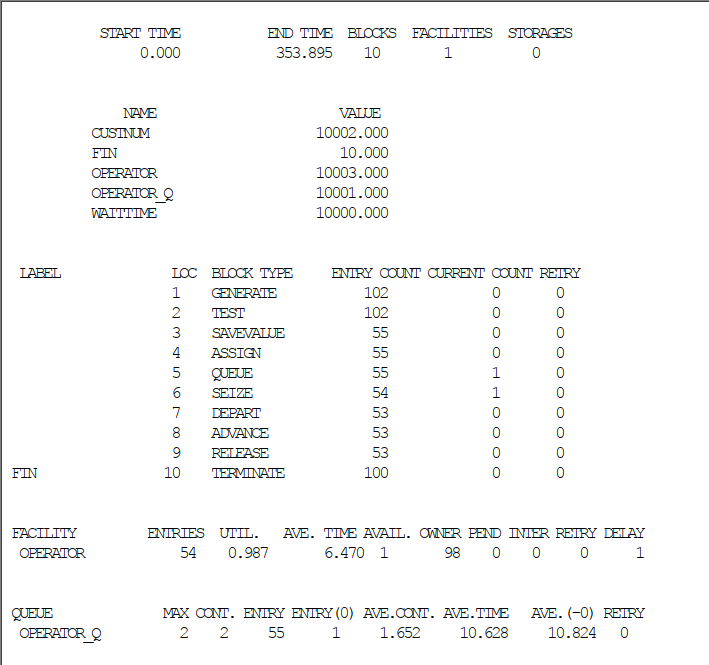 START TIME END TIME BLOCKS FACILITIES STORAGES
0.000 353.895 10 1 0
NAME VALUE
CUSTNUM 10002.000
FIN 10.000
OPERATOR 10003.000
OPERATOR_Q 10001.000
WAITTIME 10000.000
LABEL LOC BLOCK TYPE ENTRY COUNT CURRENT COUNT RETRY
1 GENERATE 102 0 0
2 TEST 102 0 0
3 SAVEVALUE 55 0 0
4 ASSIGN 55 0 0
5 QUEUE 55 1 0
6 SEIZE 54 1 0
7 DEPART 53 0 0
8 ADVANCE 53 0 0
9 RELEASE 53 0 0
FIN 10 TERMINATE 100 0 0
FACILITY ENTRIES UTIL. AVE. TIME AVAIL. OWNER PEND INTER RETRY DELAY
OPERATOR 54 0.987 6.470 1 98 0 0 0 1
QUEUE MAX CONT. ENTRY ENTRY(0) AVE.CONT. AVE.TIME AVE.(-0) RETRY
OPERATOR_Q 2 2 55 1 1.652 10.628 10.824 0